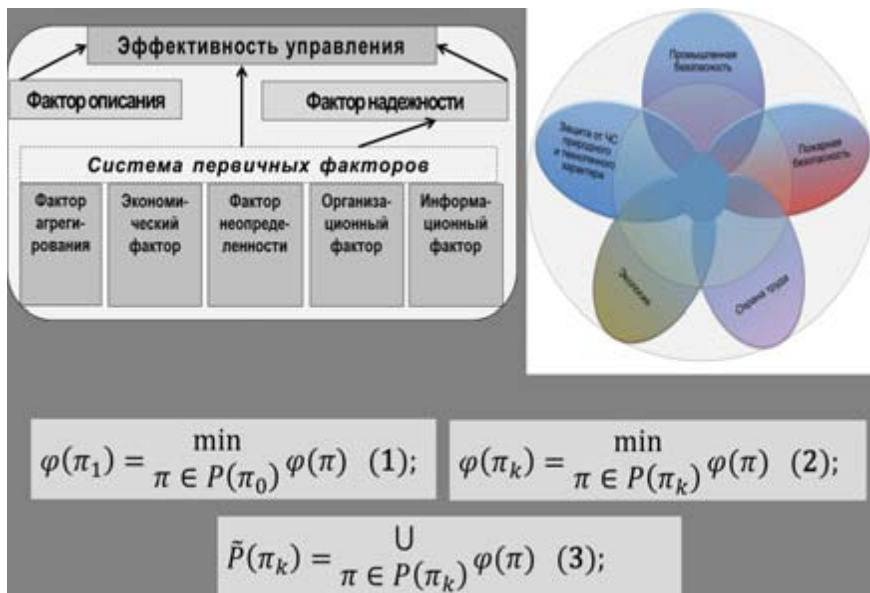 Эффективность управления
Фактор описания
Фактор надежности
Система первичных факторов
Фактор
агреги-
рования
Экономи-
ческий
фактор
Фактор
неопреде-
ленности
Организа-
ционный
фактор
Информа-
ционный
фактор
Промышленная
безопасность
Защита от ЧС
природного
и техногенного
характера
Пожарная
безопасность
Экология
Охрана труда
φ(π₁) = min π ∈ P(π₀) φ(π) (1);
φ(πₖ) = min π ∈ P(πₖ) φ(π) (2);
P̃(πₖ) = ∪ π ∈ P(πₖ) φ(π) (3);